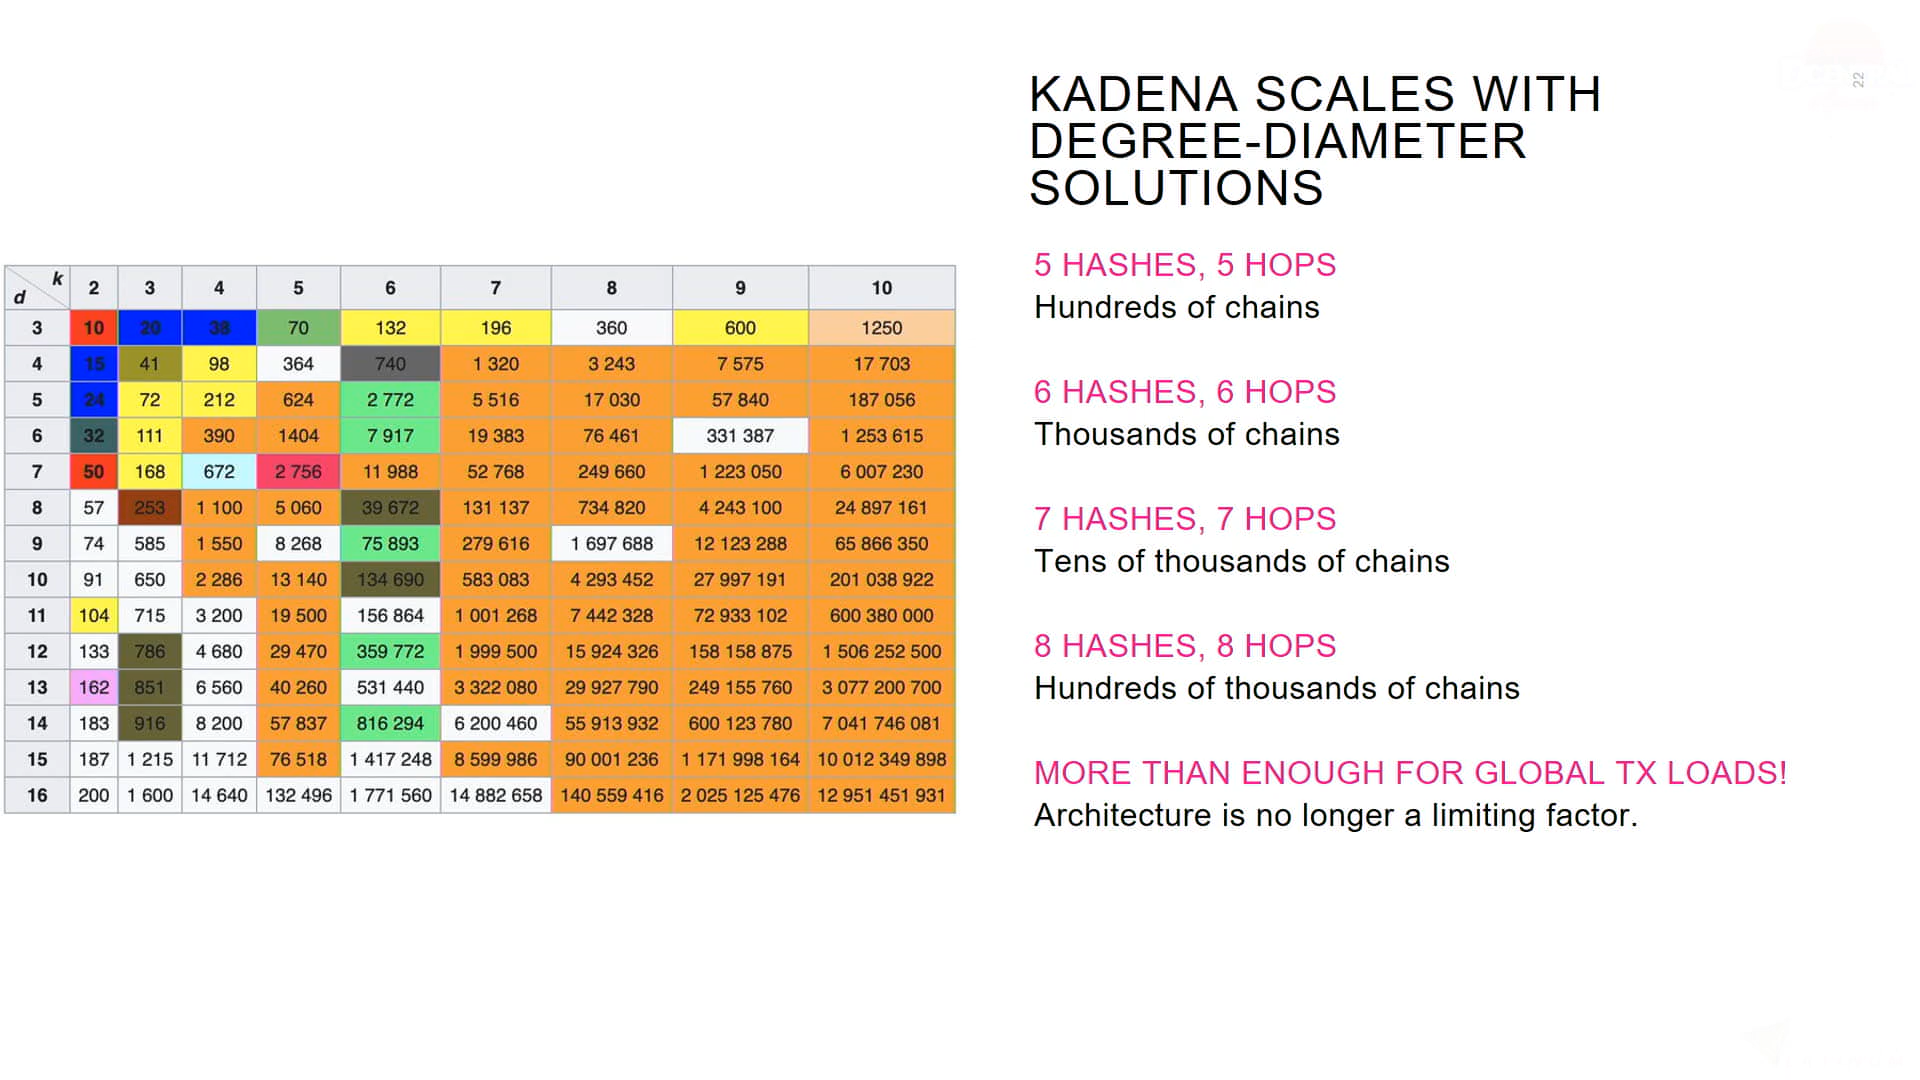 22
KADENA SCALES WITH
DEGREE-DIAMETER
SOLUTIONS
k
d 2 3 4 5 6 7 8 9 10
3 10 20 38 70 132 196 360 600 1250
4 15 41 98 364 740 1 320 3 243 7 575 17 703
5 24 72 212 624 2 772 5 516 17 030 57 840 187 056
6 32 111 390 1404 7 917 19 383 76 461 331 387 1 253 615
7 50 168 672 2 756 11 988 52 768 249 660 1 223 050 6 007 230
8 57 253 1 100 5 060 39 672 131 137 734 820 4 243 100 24 897 161
9 74 585 1 550 8 268 75 893 279 616 1 697 688 12 123 288 65 866 350
10 91 650 2 286 13 140 134 690 583 083 4 293 452 27 997 191 201 038 922
11 104 715 3 200 19 500 156 864 1 001 268 7 442 328 72 933 102 600 380 000
12 133 786 4 680 29 470 359 772 1 999 500 15 924 326 158 158 875 1 506 252 500
13 162 851 6 560 40 260 531 440 3 322 080 29 927 790 249 155 760 3 077 200 700
14 183 916 8 200 57 837 816 294 6 200 460 55 913 932 600 123 780 7 041 746 081
15 187 1 215 11 712 76 518 1 417 248 8 599 986 90 001 236 1 171 998 164 10 012 349 898
16 200 1 600 14 640 132 496 1 771 560 14 882 658 140 559 416 2 025 125 476 12 951 451 931
5 HASHES, 5 HOPS
Hundreds of chains
6 HASHES, 6 HOPS
Thousands of chains
7 HASHES, 7 HOPS
Tens of thousands of chains
8 HASHES, 8 HOPS
Hundreds of thousands of chains
MORE THAN ENOUGH FOR GLOBAL TX LOADS!
Architecture is no longer a limiting factor.